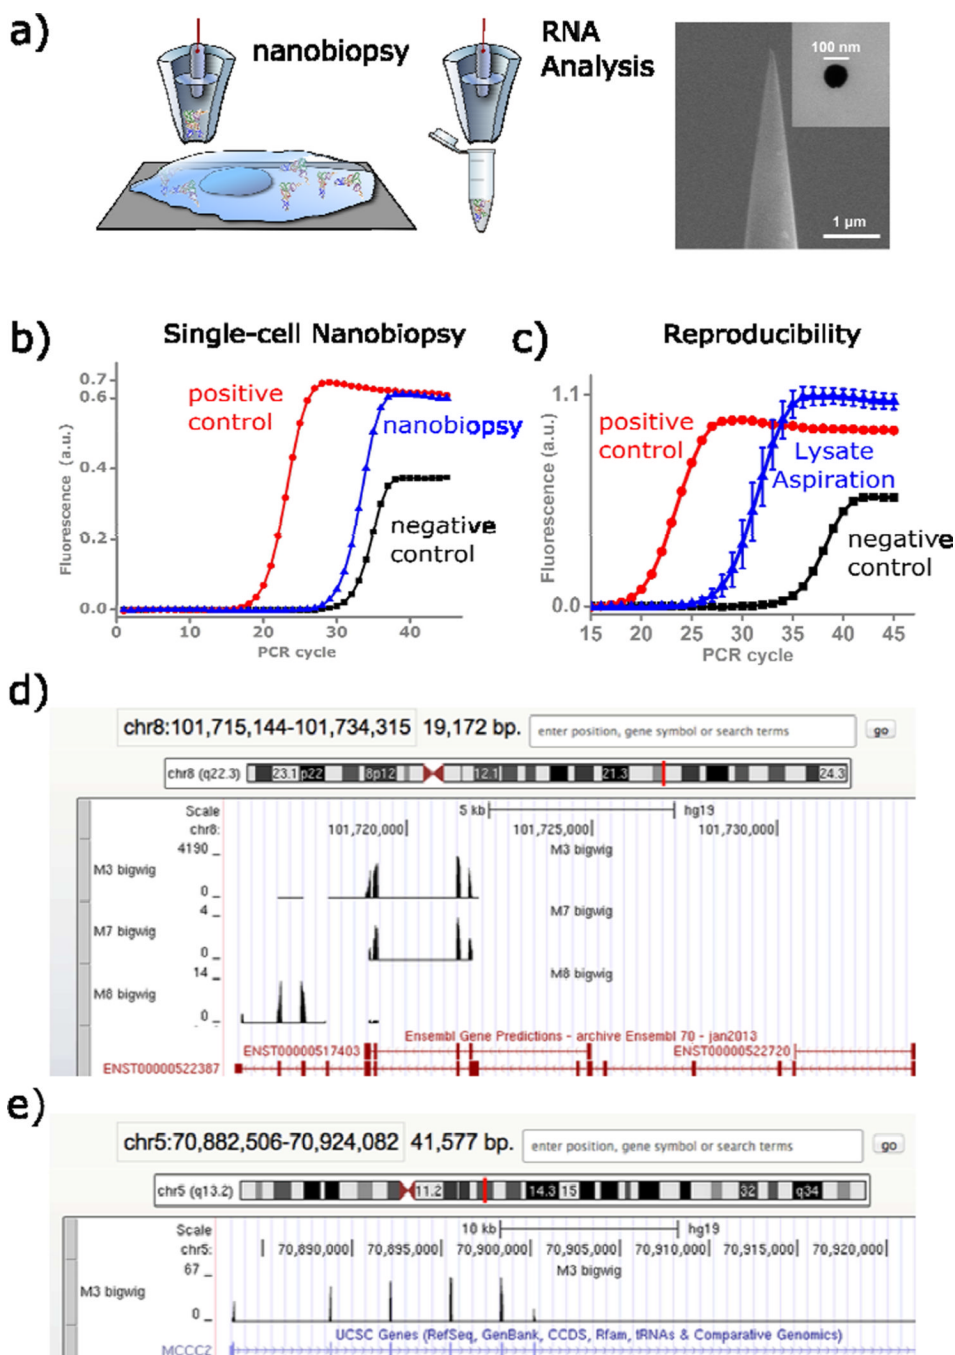 a)
nanobiopsy
RNA
Analysis
100 nm
1 µm
b)
Single-cell Nanobiopsy
Fluorescence (a.u.)
0.7
0.6
0.4
0.2
0.0
positive
control
nanobiopsy
negative
control
0
20
30
40
PCR cycle
c)
Reproducibility
Fluorescence (a.u.)
1.1
0.0
positive
control
Lysate
Aspiration
negative
control
15
20
25
30
35
40
45
PCR cycle
d)
chr8:101,715,144-101,734,315 19,172 bp. enter position, gene symbol or search terms go
chr8 (q22.3) 23.1 p22 8p12 12.1 21.3 24.3
Scale 5 kb hg19
chr8: 101,720,000 101,725,000 101,730,000
4190 _ M3 bigwig
M3 bigwig
0 _
4 _ M7 bigwig
M7 bigwig
0 _
14 _ M8 bigwig
M8 bigwig
0 _
Ensembl Gene Predictions - archive Ensembl 70 - jan2013
ENST00000517403 ENST00000522720
ENST00000522387
e)
chr5:70,882,506-70,924,082 41,577 bp. enter position, gene symbol or search terms go
chr5 (q13.2) 11.2 14.3 15 32 q34
Scale 10 kb hg19
chr5: 70,890,000 70,895,000 70,900,000 70,905,000 70,910,000 70,915,000 70,920,000
67 _ M3 bigwig
M3 bigwig
0 _
UCSC Genes (RefSeq, GenBank, CCDS, Rfam, tRNAs & Comparative Genomics)
MCCC2